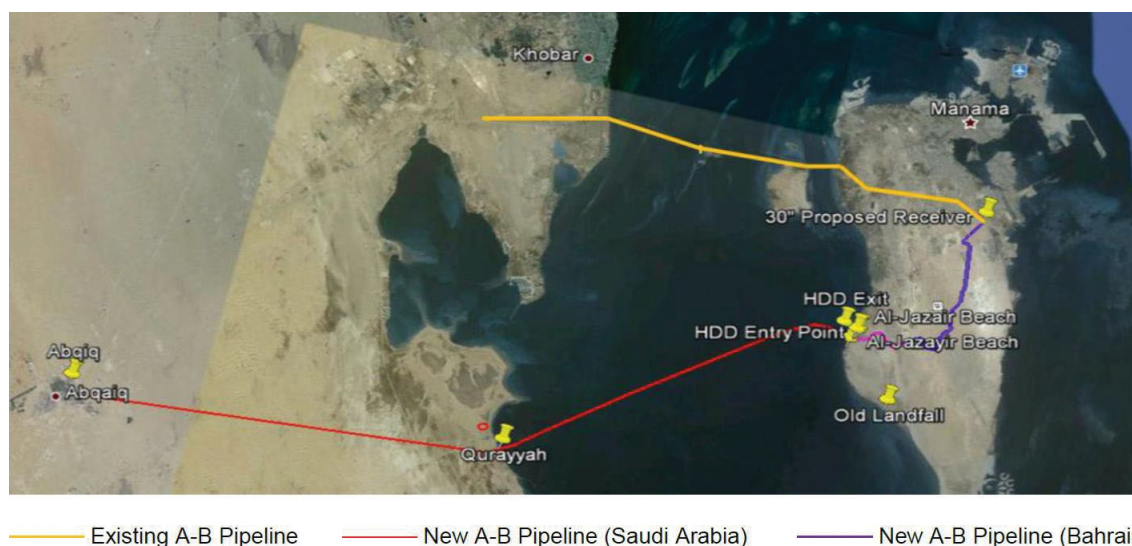 Khobar
Manama
30" Proposed Receiver
HDD Exit
Al-Jazair Beach
HDD Entry Point
Al-Jazayir Beach
Abqiq
Abqaiq
Old Landfall
Qurayyah
Existing A-B Pipeline
New A-B Pipeline (Saudi Arabia)
New A-B Pipeline (Bahrai